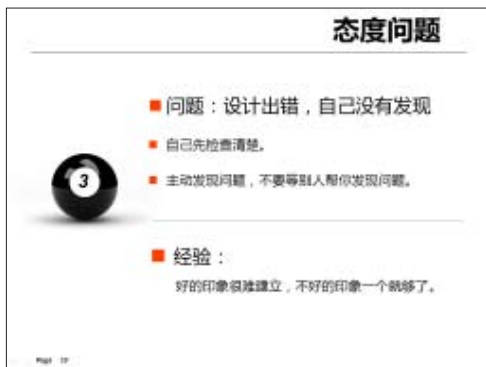 态度问题
问题：设计出错，自己没有发现
自己先检查清楚。
主动发现问题，不要等别人帮你发现问题。
3
经验：
好的印象很难建立，不好的印象一个就够了。
Page